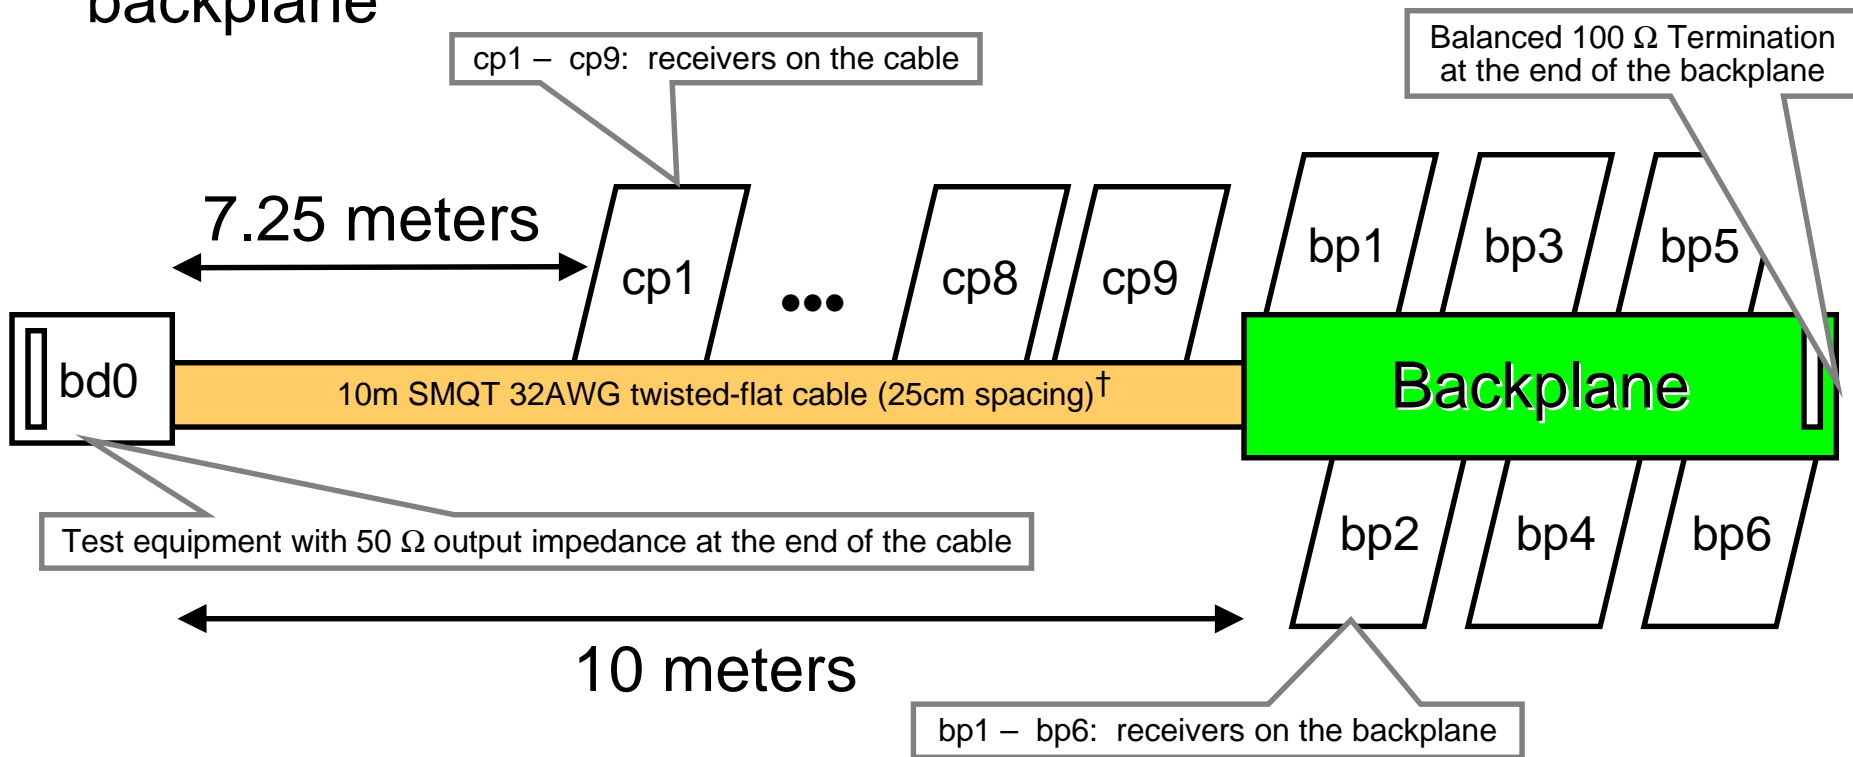 backplane
cp1 – cp9: receivers on the cable
Balanced 100 Ω Termination
at the end of the backplane
7.25 meters
cp1
•••
cp8
cp9
bp1
bp3
bp5
bd0
10m SMQT 32AWG twisted-flat cable (25cm spacing)†
Backplane
Test equipment with 50 Ω output impedance at the end of the cable
bp2
bp4
bp6
10 meters
bp1 – bp6: receivers on the backplane